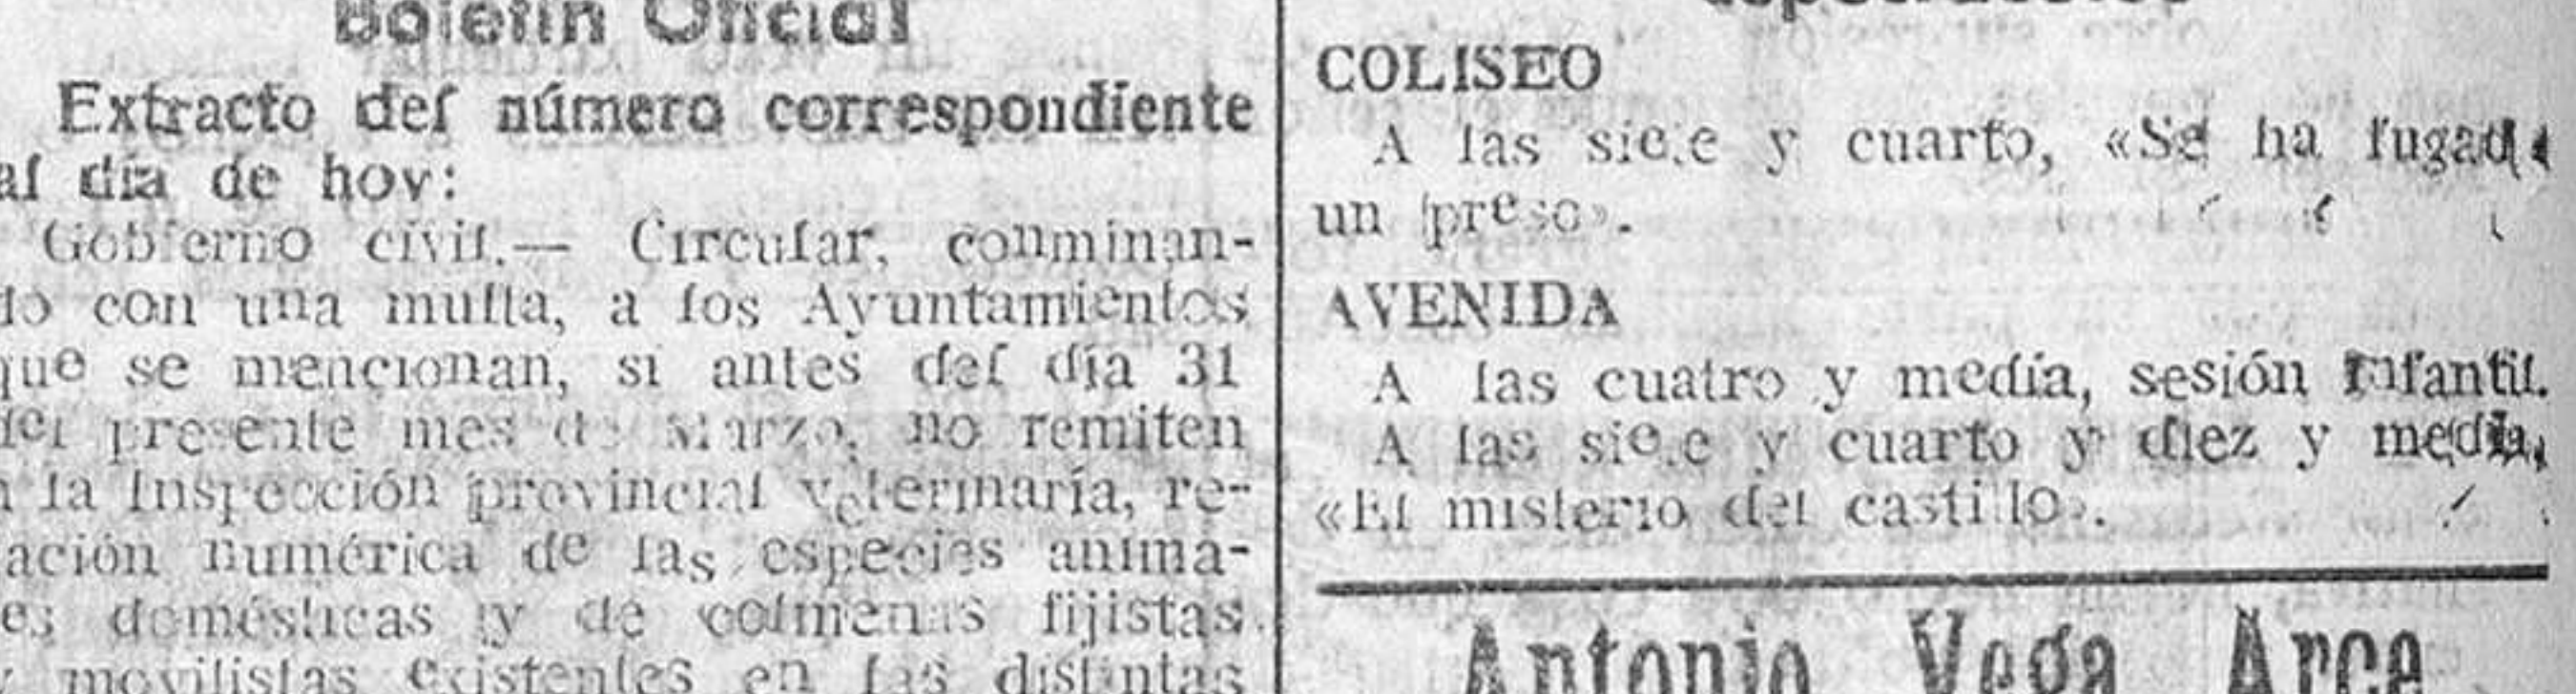 Boletín Oficial
Extracto del número correspondiente
al día de hoy:
Gobierno civil.— Circular, conminan-
do con una multa, a los Ayuntamientos
que se mencionan, si antes del día 31
del presente mes de Marzo, no remiten
a la Inspección provincial veterinaria, re-
lación numérica de las especies anima-
les domésticas y de colmenas fijistas
y movilistas existentes en las distintas
COLISEO
A las siete y cuarto, «Se ha fugado
un preso».
AVENIDA
A las cuatro y media, sesión infantil.
A las siete y cuarto y diez y media,
«El misterio del castillo».
Antonio Vega Arce